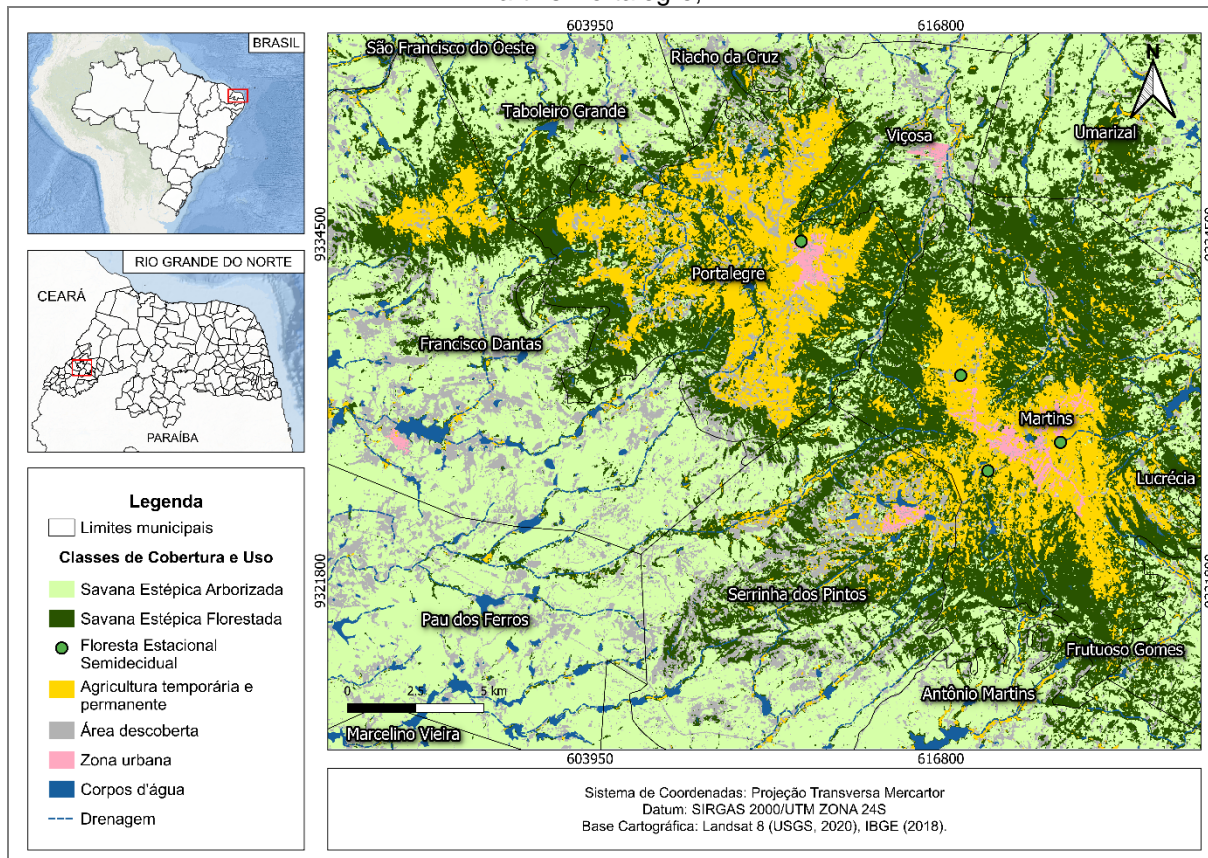 BRASIL
RIO GRANDE DO NORTE
CEARÁ
PARAÍBA
Legenda
Limites municipais
Classes de Cobertura e Uso
Savana Estépica Arborizada
Savana Estépica Florestada
Floresta Estacional
Semidecidual
Agricultura temporária e
permanente
Área descoberta
Zona urbana
Corpos d'água
Drenagem
603950
616800
9334500
9334500
9321800
9321800
N
São Francisco do Oeste
Riacho da Cruz
Taboleiro Grande
Viçosa
Umarizal
Portalegre
Francisco Dantas
Martins
Lucrécia
Serrinha dos Pintos
Pau dos Ferros
Frutuoso Gomes
Antônio Martins
Marcelino Vieira
0 2.5 5 km
603950
616800
Sistema de Coordenadas: Projeção Transversa Mercartor
Datum: SIRGAS 2000/UTM ZONA 24S
Base Cartográfica: Landsat 8 (USGS, 2020), IBGE (2018).